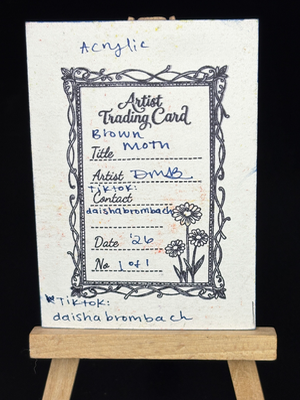 Acrylic
Artist
Trading Card
Brown
Title Moth
Artist DMB
TikTok:
Contact
daishabrombach
Date '26
No. 1 of 1
TikTok:
daishabrombach